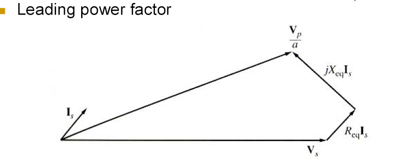 Leading power factor
V_p
a
jX_eq I_s
I_s
R_eq I_s
V_s